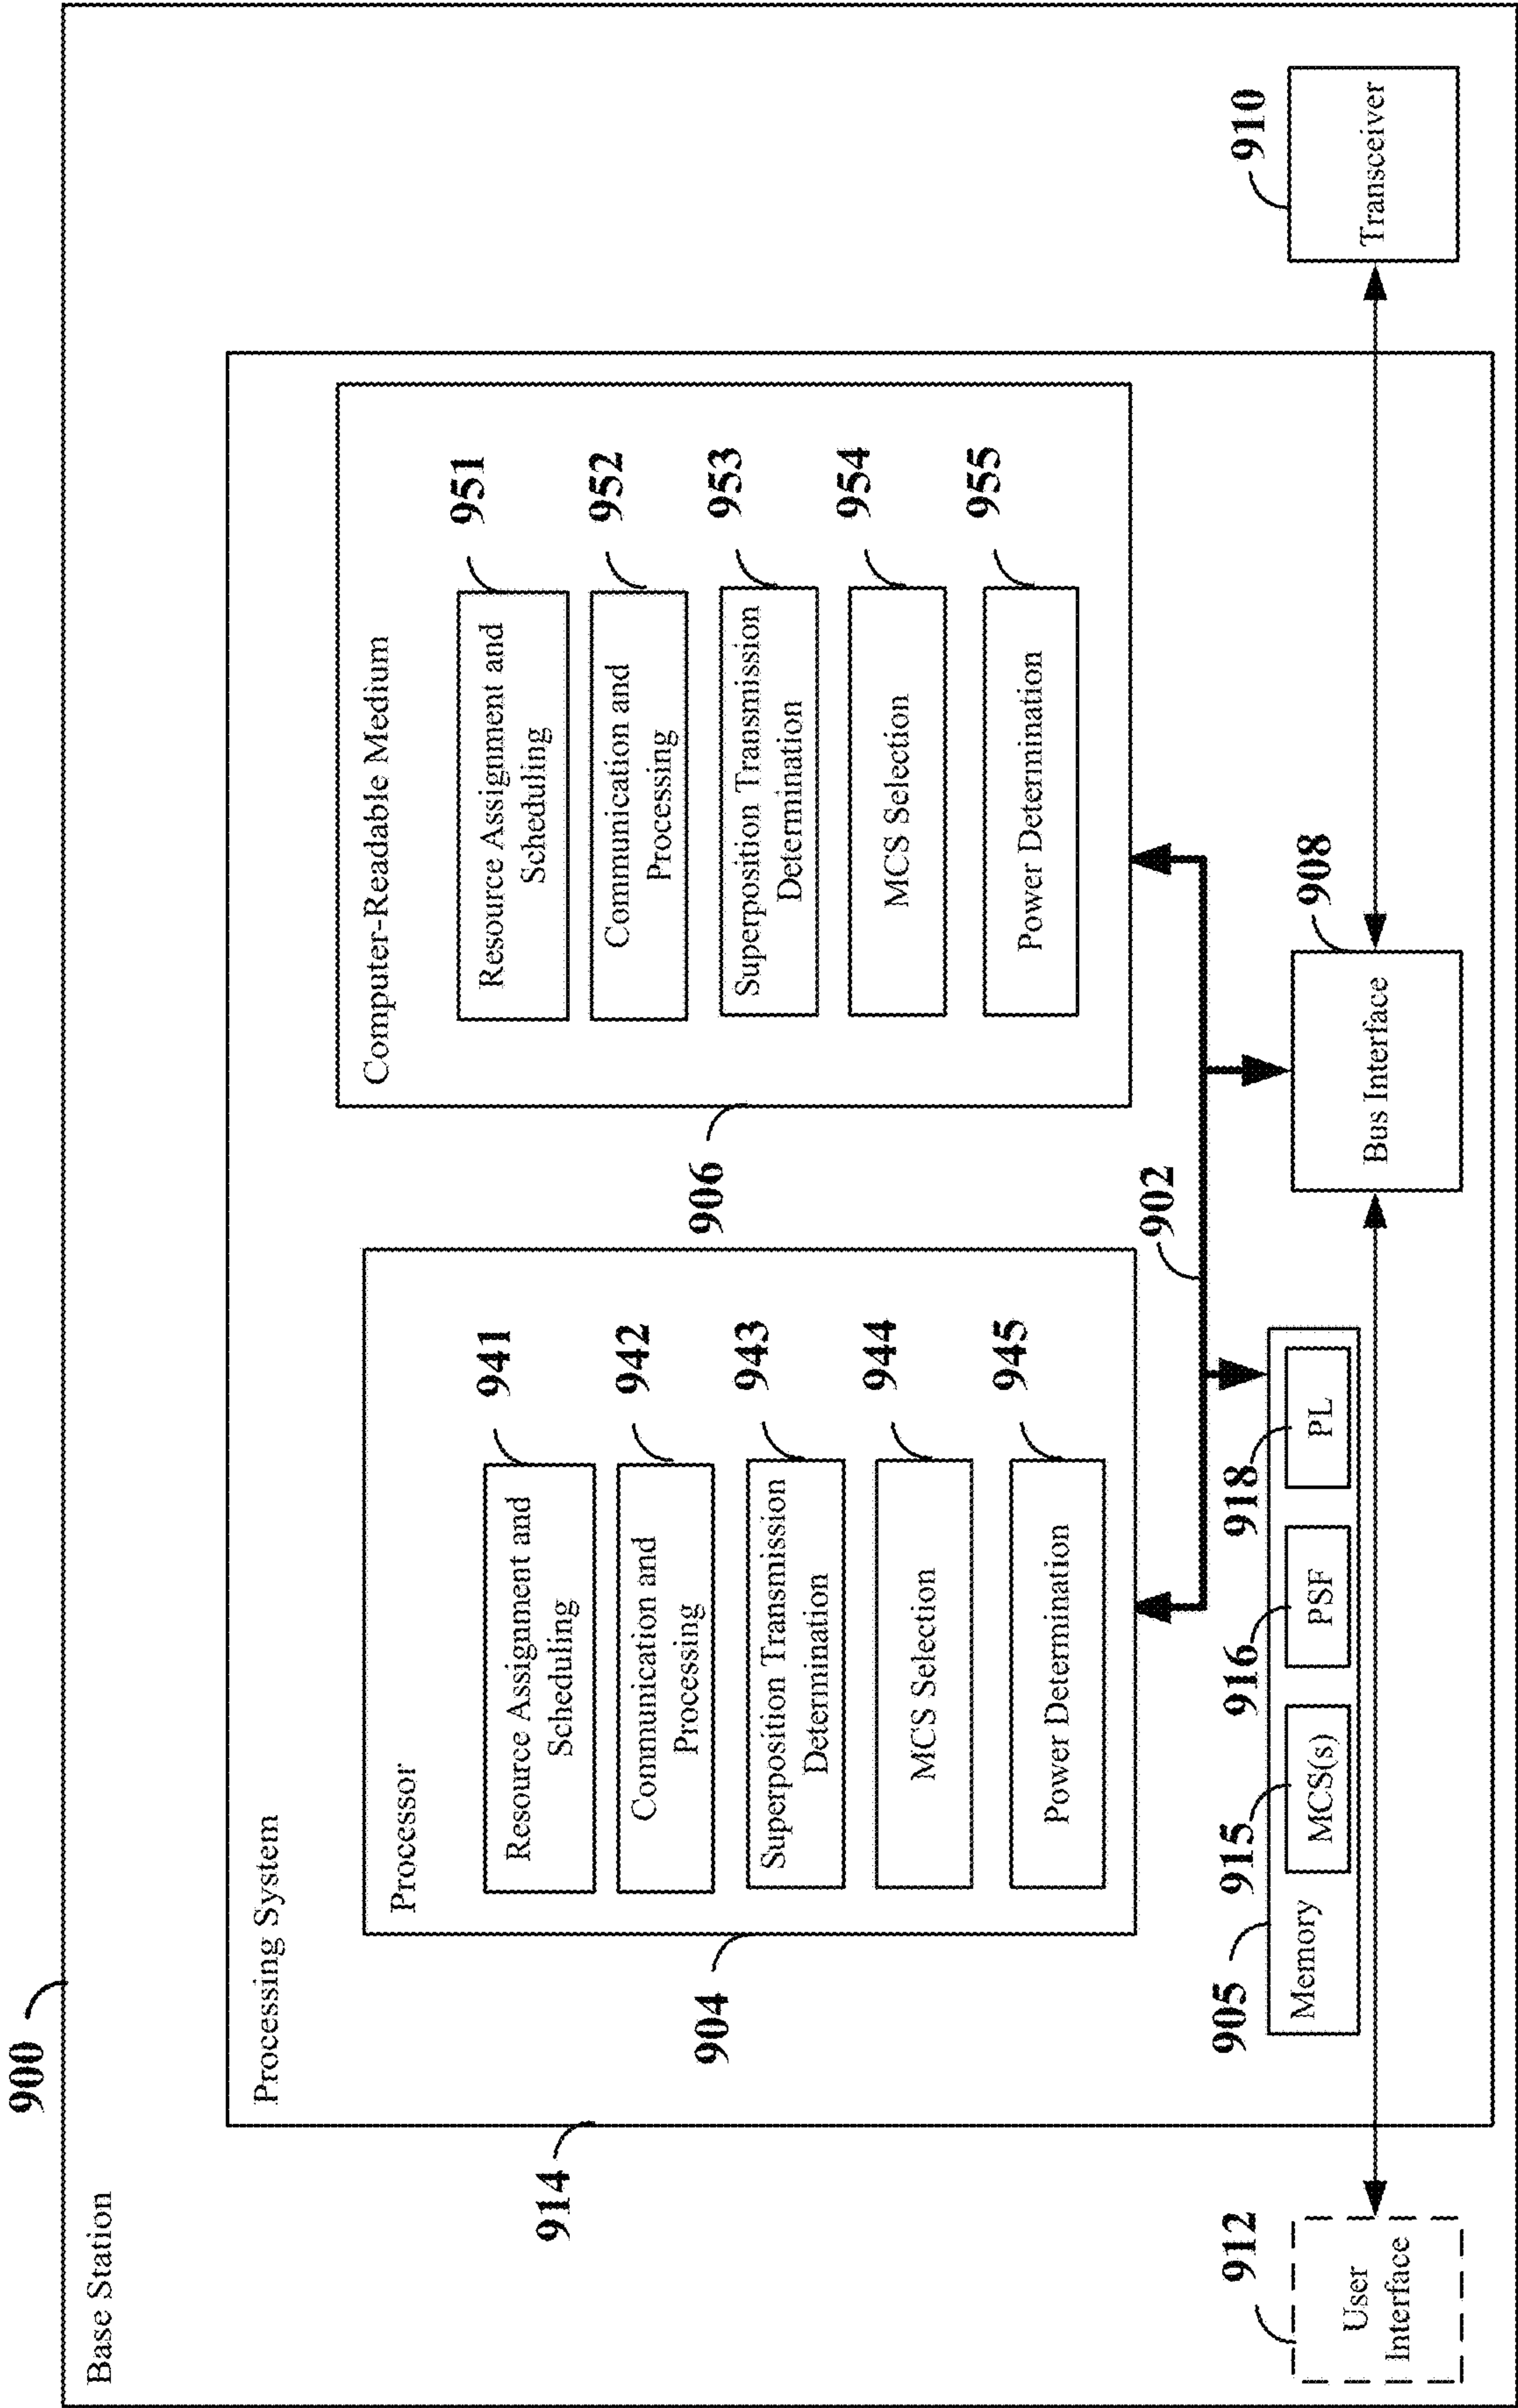 900
Base Station
Processing System
914
Processor
904
Resource Assignment and
Scheduling
941
Communication and
Processing
942
Superposition Transmission
Determination
943
MCS Selection
944
Power Determination
945
Computer-Readable Medium
906
Resource Assignment and
Scheduling
951
Communication and
Processing
952
Superposition Transmission
Determination
953
MCS Selection
954
Power Determination
955
902
905
Memory
915
MCS(s)
916
PSF
918
PL
908
Bus Interface
912
User
Interface
910
Transceiver